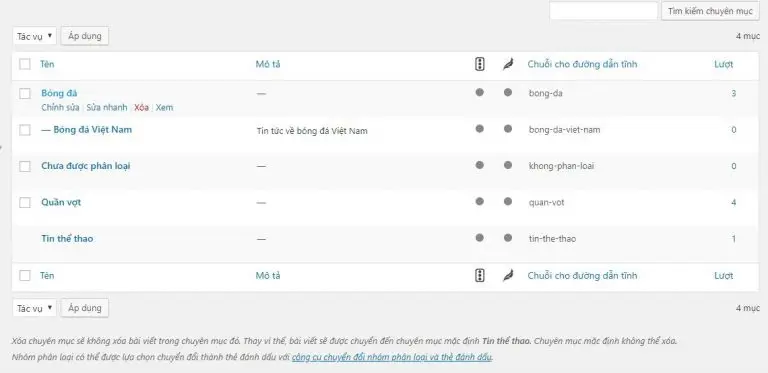 Tìm kiếm chuyên mục
Tác vụ Áp dụng 4 mục
Tên Mô tả Chuỗi cho đường dẫn tĩnh Lượt
Bóng đá — bong-da 3
Chỉnh sửa | Sửa nhanh | Xóa | Xem
— Bóng đá Việt Nam Tin tức về bóng đá Việt Nam bong-da-viet-nam 0
Chưa được phân loại — khong-phan-loai 0
Quần vợt — quan-vot 4
Tin thể thao — tin-the-thao 1
Tên Mô tả Chuỗi cho đường dẫn tĩnh Lượt
Tác vụ Áp dụng 4 mục
Xóa chuyên mục sẽ không xóa bài viết trong chuyên mục đó. Thay vì thế, bài viết sẽ được chuyển đến chuyên mục mặc định Tin thể thao. Chuyên mục mặc định không thể xóa.
Nhóm phân loại có thể được lựa chọn chuyển đổi thành thẻ đánh dấu với công cụ chuyển đổi nhóm phân loại và thẻ đánh dấu.